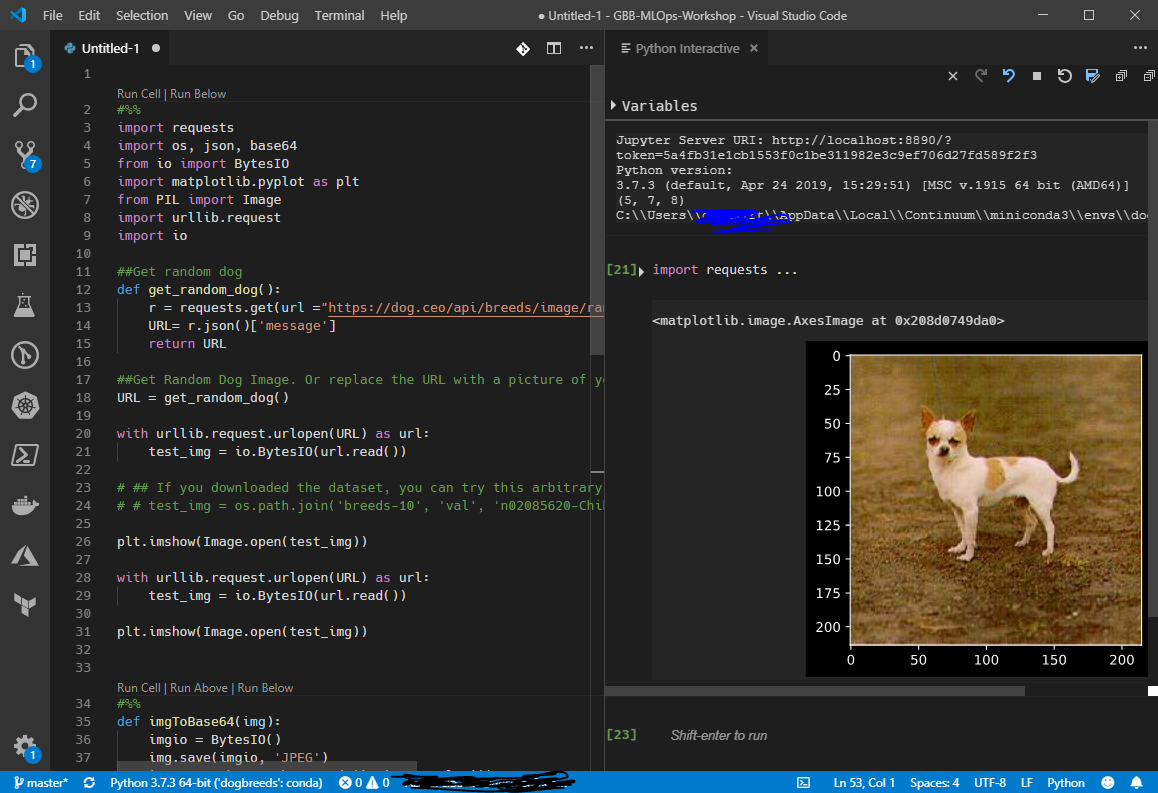 File Edit Selection View Go Debug Terminal Help
● Untitled-1 - GBB-MLOps-Workshop - Visual Studio Code
Untitled-1 ●
1
Run Cell | Run Below
2 #%%
3 import requests
4 import os, json, base64
5 from io import BytesIO
6 import matplotlib.pyplot as plt
7 from PIL import Image
8 import urllib.request
9 import io
10
11 ##Get random dog
12 def get_random_dog():
13 r = requests.get(url ="https://dog.ceo/api/breeds/image/ra
14 URL= r.json()['message']
15 return URL
16
17 ##Get Random Dog Image. Or replace the URL with a picture of y
18 URL = get_random_dog()
19
20 with urllib.request.urlopen(URL) as url:
21 test_img = io.BytesIO(url.read())
22
23 # ## If you downloaded the dataset, you can try this arbitrary
24 # # test_img = os.path.join('breeds-10', 'val', 'n02085620-Chi
25
26 plt.imshow(Image.open(test_img))
27
28 with urllib.request.urlopen(URL) as url:
29 test_img = io.BytesIO(url.read())
30
31 plt.imshow(Image.open(test_img))
32
33
Run Cell | Run Above | Run Below
34 #%%
35 def imgToBase64(img):
36 imgio = BytesIO()
37 img.save(imgio, 'JPEG')
Python Interactive
Variables
Jupyter Server URI: http://localhost:8890/?
token=5a4fb31e1cb1553f0c1be311982e3c9ef706d27fd589f2f3
Python version:
3.7.3 (default, Apr 24 2019, 15:29:51) [MSC v.1915 64 bit (AMD64)]
(5, 7, 8)
C:\\Users\\ \\AppData\\Local\\Continuum\\miniconda3\\envs\\do
[21] import requests ...
<matplotlib.image.AxesImage at 0x208d0749da0>
0
25
50
75
100
125
150
175
200
0 50 100 150 200
[23] Shift-enter to run
1
7
1
master* Python 3.7.3 64-bit ('dogbreeds': conda) 0 0
Ln 53, Col 1 Spaces: 4 UTF-8 LF Python